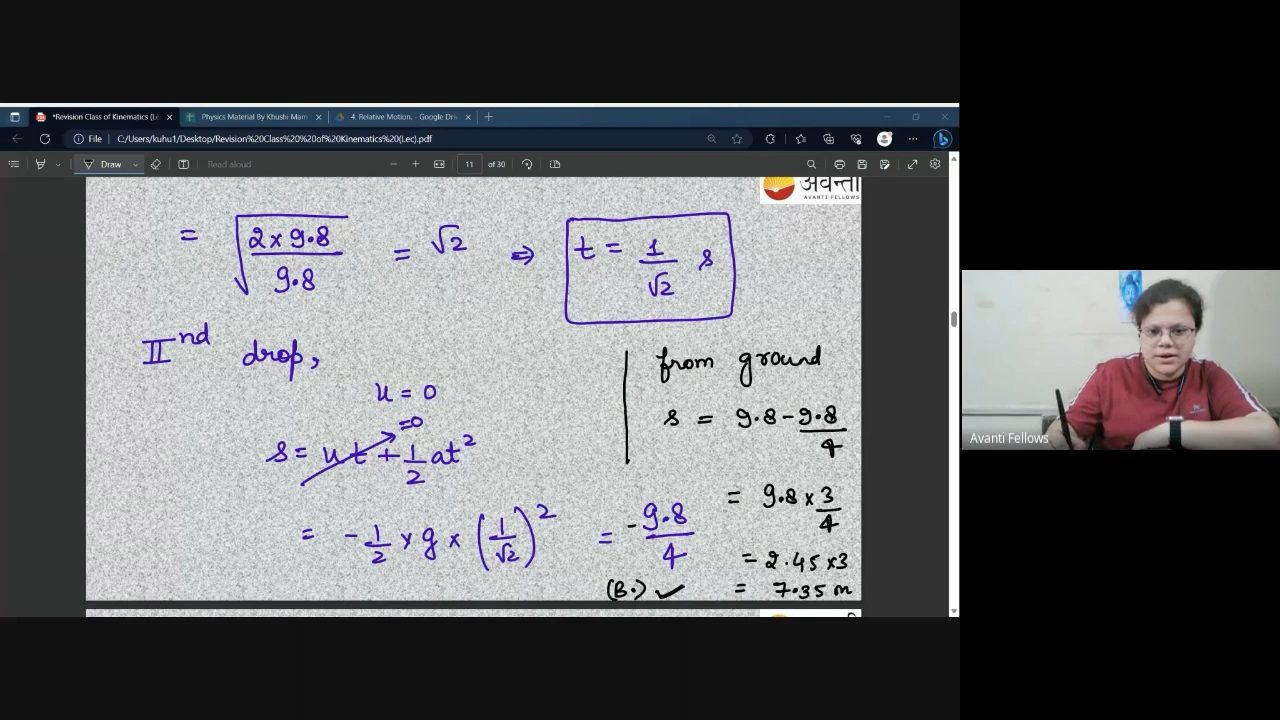 *Revision Class of Kinematics (Le
Physics Material By Khushi Mam
4. Relative Motion. - Google Dri
File
C:/Users/kuhu1/Desktop/Revision%20Class%20%20of%20Kinematics%20(Lec).pdf
Draw
Read aloud
11 of 30
अवन्ती
AVANTI FELLOWS
= √(2 × 9.8 / 9.8) = √2 ⇒ t = 1/√2 s
IInd drop,
u = 0
=0
s = ut + 1/2 at²
= -1/2 × g × (1/√2)² = -9.8/4
from ground
s = 9.8 - 9.8/4
= 9.8 × 3/4
= 2.45 × 3
(B.) ✓ = 7.35 m
Avanti Fellows